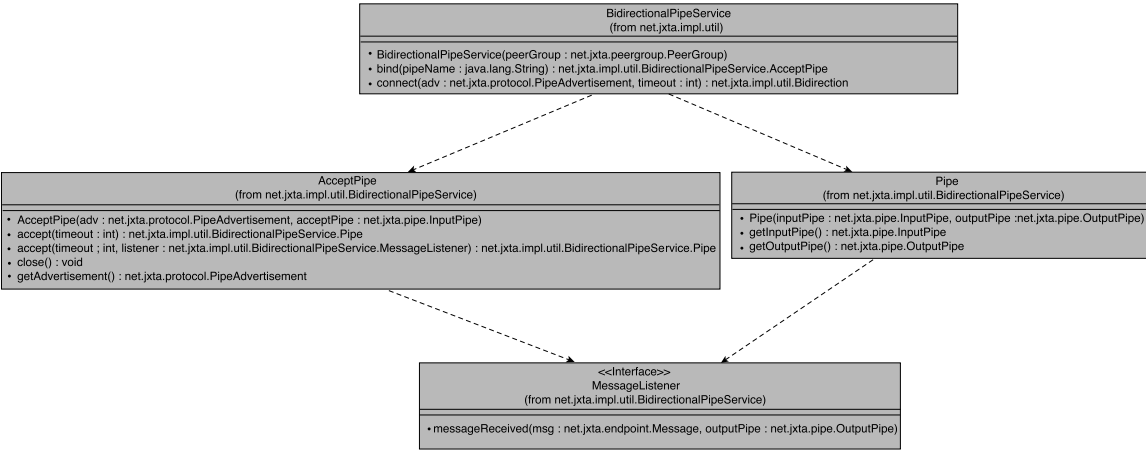 BidirectionalPipeService
(from net.jxta.impl.util)
• BidirectionalPipeService(peerGroup : net.jxta.peergroup.PeerGroup)
• bind(pipeName : java.lang.String) : net.jxta.impl.util.BidirectionalPipeService.AcceptPipe
• connect(adv : net.jxta.protocol.PipeAdvertisement, timeout : int) : net.jxta.impl.util.Bidirection
AcceptPipe
(from net.jxta.impl.util.BidirectionalPipeService)
• AcceptPipe(adv : net.jxta.protocol.PipeAdvertisement, acceptPipe : net.jxta.pipe.InputPipe)
• accept(timeout : int) : net.jxta.impl.util.BidirectionalPipeService.Pipe
• accept(timeout ; int, listener : net.jxta.impl.util.BidirectionalPipeService.MessageListener) : net.jxta.impl.util.BidirectionalPipeService.Pipe
• close() : void
• getAdvertisement() : net.jxta.protocol.PipeAdvertisement
Pipe
(from net.jxta.impl.util.BidirectionalPipeService)
• Pipe(inputPipe : net.jxta.pipe.InputPipe, outputPipe :net.jxta.pipe.OutputPipe)
• getInputPipe() : net.jxta.pipe.InputPipe
• getOutputPipe() : net.jxta.pipe.OutputPipe
<<Interface>>
MessageListener
(from net.jxta.impl.util.BidirectionalPipeService)
• messageReceived(msg : net.jxta.endpoint.Message, outputPipe : net.jxta.pipe.OutputPipe)